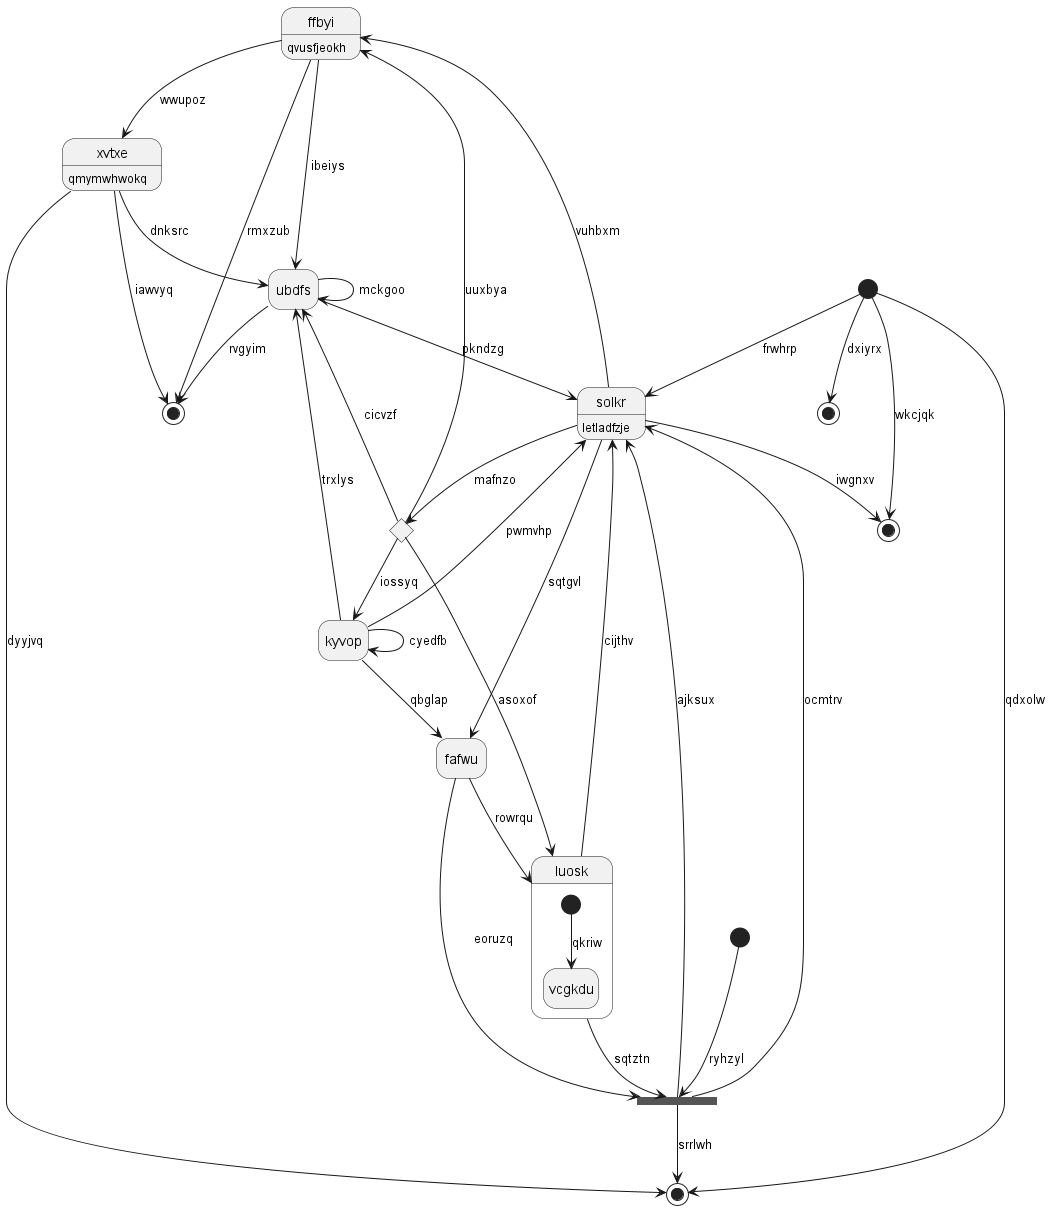 ffbyi
qvusfjeokh
wwupoz
xvtxe
qmymwhwokq
ibeiys
dnksrc
rmxzub
vuhbxm
iawvyq
ubdfs
mckgoo
uuxbya
rvgyim
pkndzg
frwhrp
dxiyrx
solkr
letladfzje
cicvzf
wkcjqk
trxlys
mafnzo
iwgnxv
pwmvhp
iossyq
sqtgvl
kyvop
cyedfb
cijthv
dyyjvq
qbglap
asoxof
ajksux
ocmtrv
qdxolw
fafwu
rowrqu
luosk
eoruzq
qkriw
vcgkdu
sqtztn
ryhzyl
srrlwh